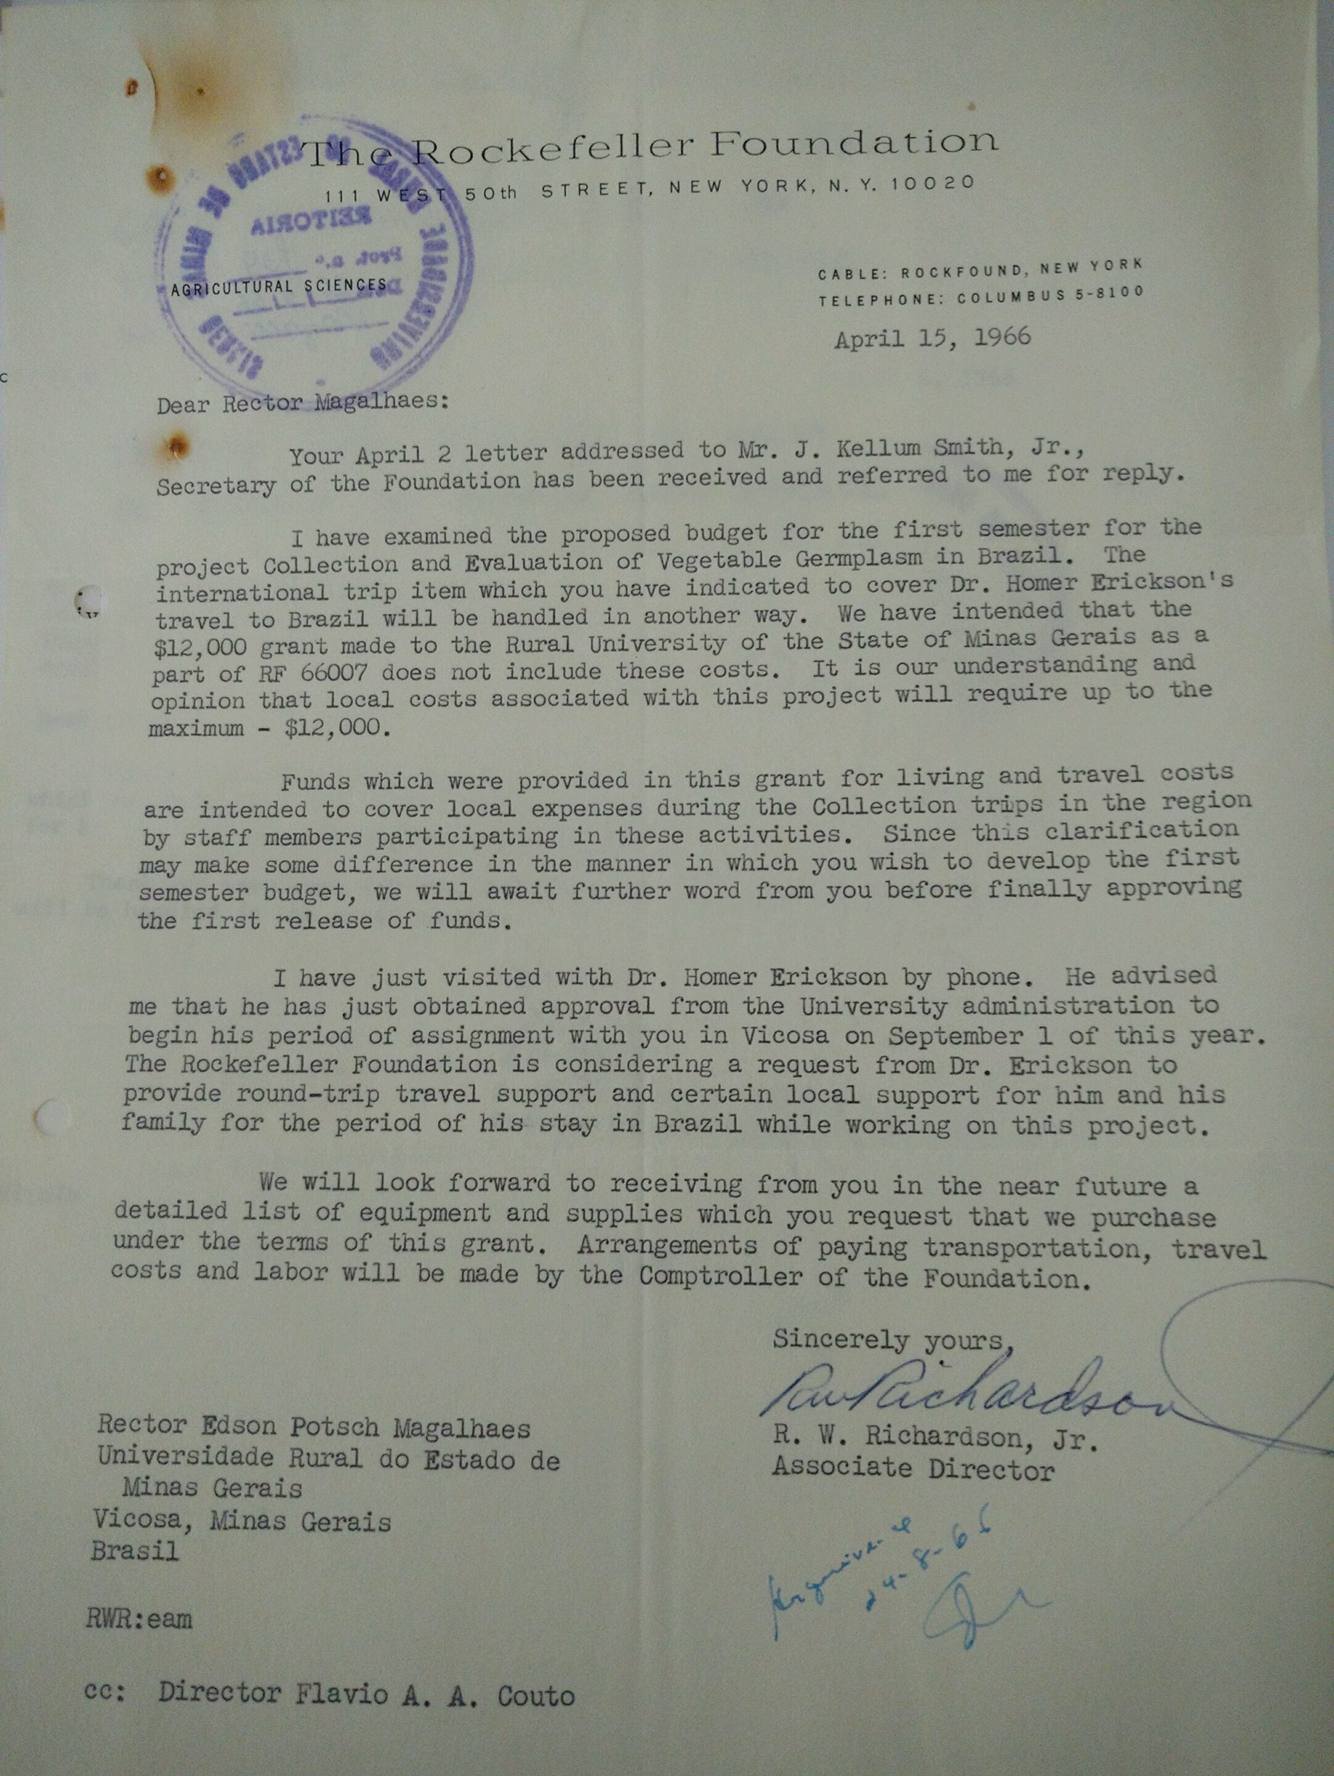 The Rockefeller Foundation
111 WEST 50th STREET, NEW YORK, N. Y. 10020
REITORIA
AGRICULTURAL SCIENCES
CABLE: ROCKFOUND, NEW YORK
TELEPHONE: COLUMBUS 5-8100
April 15, 1966
Dear Rector Magalhaes:
Your April 2 letter addressed to Mr. J. Kellum Smith, Jr.,
Secretary of the Foundation has been received and referred to me for reply.
I have examined the proposed budget for the first semester for the
project Collection and Evaluation of Vegetable Germplasm in Brazil. The
international trip item which you have indicated to cover Dr. Homer Erickson's
travel to Brazil will be handled in another way. We have intended that the
$12,000 grant made to the Rural University of the State of Minas Gerais as a
part of RF 66007 does not include these costs. It is our understanding and
opinion that local costs associated with this project will require up to the
maximum - $12,000.
Funds which were provided in this grant for living and travel costs
are intended to cover local expenses during the Collection trips in the region
by staff members participating in these activities. Since this clarification
may make some difference in the manner in which you wish to develop the first
semester budget, we will await further word from you before finally approving
the first release of funds.
I have just visited with Dr. Homer Erickson by phone. He advised
me that he has just obtained approval from the University administration to
begin his period of assignment with you in Vicosa on September 1 of this year.
The Rockefeller Foundation is considering a request from Dr. Erickson to
provide round-trip travel support and certain local support for him and his
family for the period of his stay in Brazil while working on this project.
We will look forward to receiving from you in the near future a
detailed list of equipment and supplies which you request that we purchase
under the terms of this grant. Arrangements of paying transportation, travel
costs and labor will be made by the Comptroller of the Foundation.
Sincerely yours,
RW Richardson
R. W. Richardson, Jr.
Associate Director
Rector Edson Potsch Magalhaes
Universidade Rural do Estado de
Minas Gerais
Vicosa, Minas Gerais
Brasil
Arquive-se
24-8-66
RWR:eam
cc: Director Flavio A. A. Couto